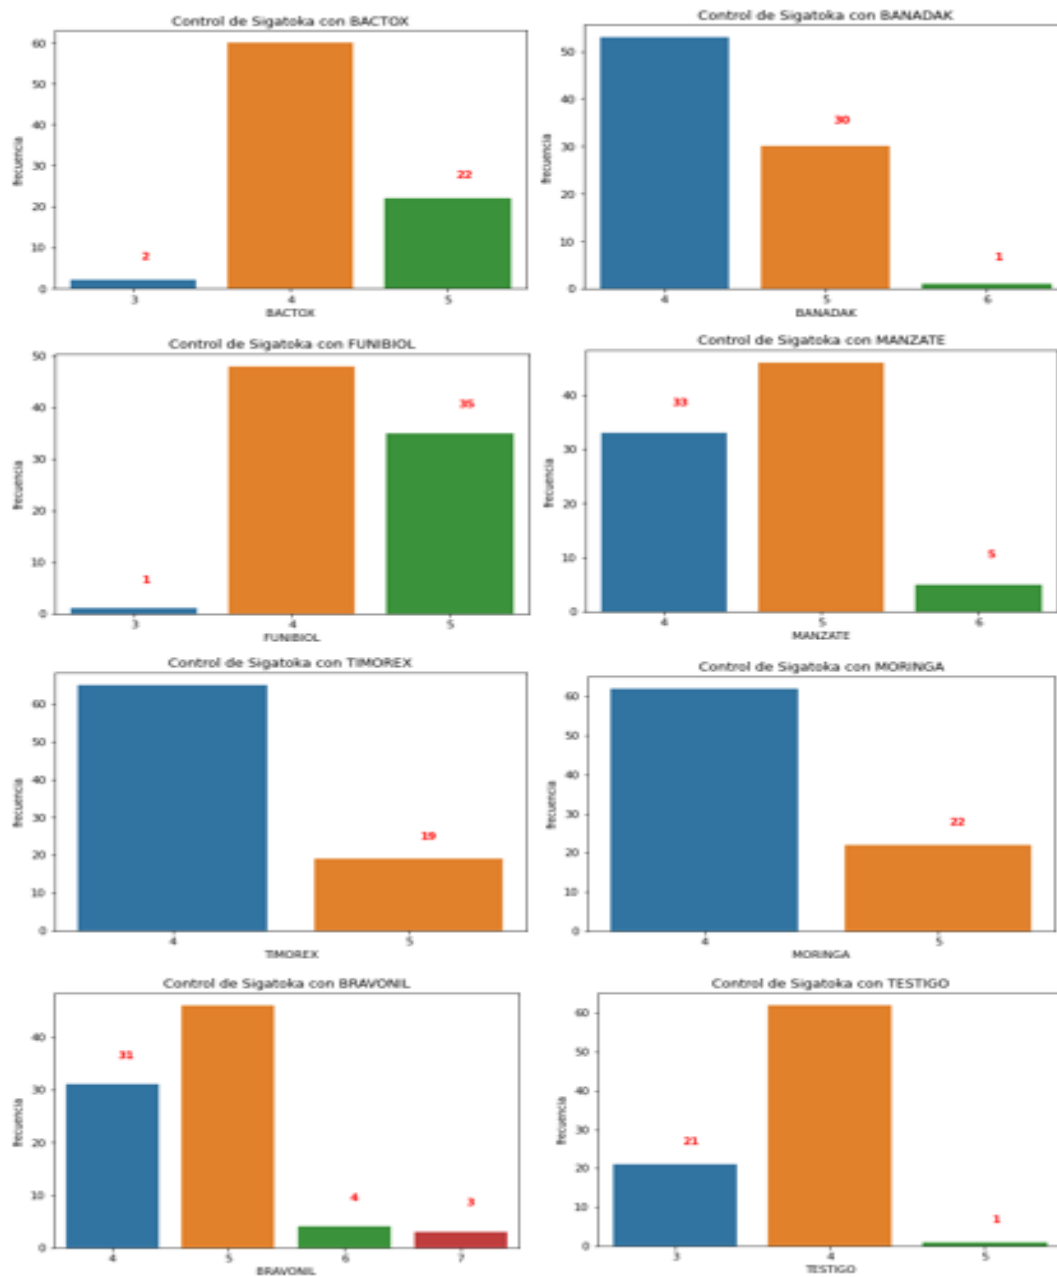 Control de Sigatoka con BACTOX
frecuencia
60
50
40
30
20
10
0
2
22
3 4 5
BACTOX
Control de Sigatoka con BANADAK
frecuencia
50
40
30
20
10
0
30
1
4 5 6
BANADAK
Control de Sigatoka con FUNIBIOL
frecuencia
50
40
30
20
10
0
35
1
3 4 5
FUNIBIOL
Control de Sigatoka con MANZATE
frecuencia
40
30
20
10
0
33
5
4 5 6
MANZATE
Control de Sigatoka con TIMOREX
frecuencia
60
50
40
30
20
10
0
19
4 5
TIMOREX
Control de Sigatoka con MORINGA
frecuencia
60
50
40
30
20
10
0
22
4 5
MORINGA
Control de Sigatoka con BRAVONIL
frecuencia
40
30
20
10
0
31
4
3
4 5 6 7
BRAVONIL
Control de Sigatoka con TESTIGO
frecuencia
60
50
40
30
20
10
0
21
1
3 4 5
TESTIGO